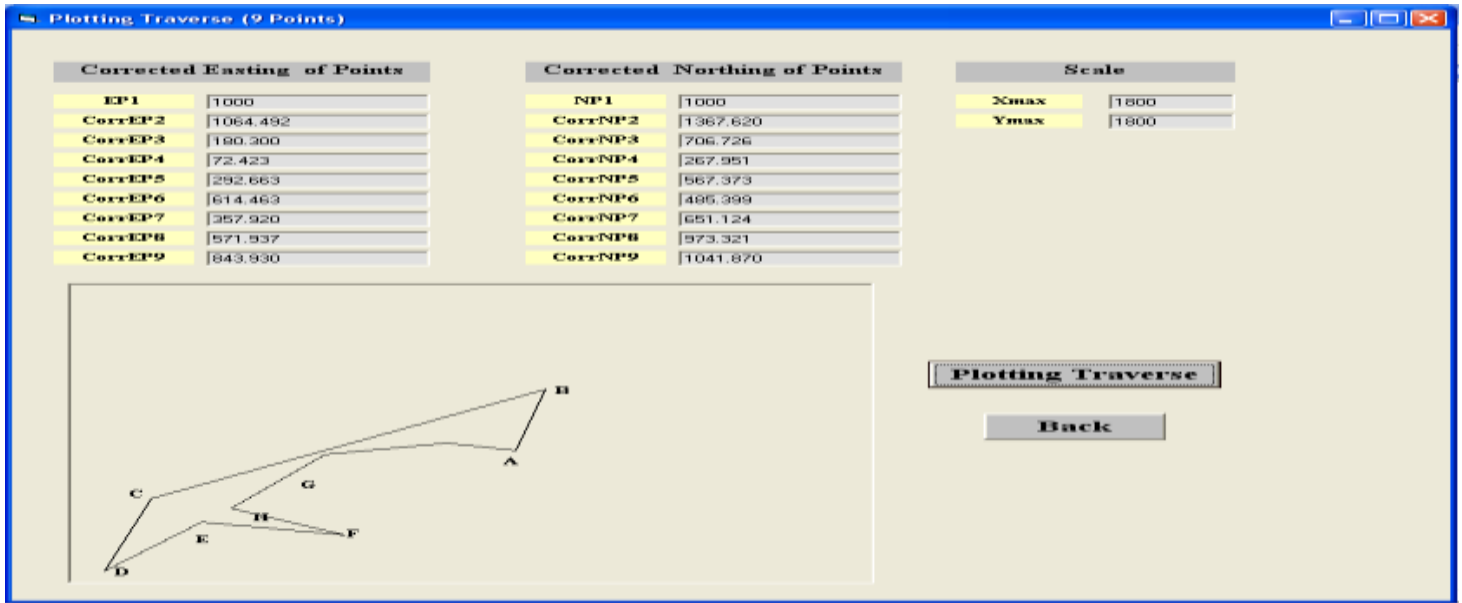 Plotting Traverse (9 Points)
Corrected Easting of Points Corrected Northing of Points Scale
EP1 1000 NP1 1000 Xmax 1800
CorrEP2 1064.492 CorrNP2 1367.620 Ymax 1800
CorrEP3 180.300 CorrNP3 706.726
CorrEP4 72.423 CorrNP4 267.951
CorrEP5 292.663 CorrNP5 567.373
CorrEP6 614.463 CorrNP6 485.399
CorrEP7 357.920 CorrNP7 651.124
CorrEP8 571.937 CorrNP8 973.321
CorrEP9 843.930 CorrNP9 1041.870
Plotting Traverse
B
Back
A
G
C
H
F
E
D